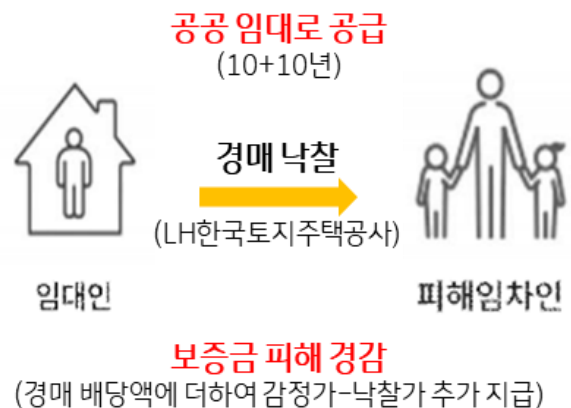 공공 임대로 공급
(10+10년)
경매 낙찰
(LH한국토지주택공사)
임대인
피해임차인
보증금 피해 경감
(경매 배당액에 더하여 감정가-낙찰가 추가 지급)